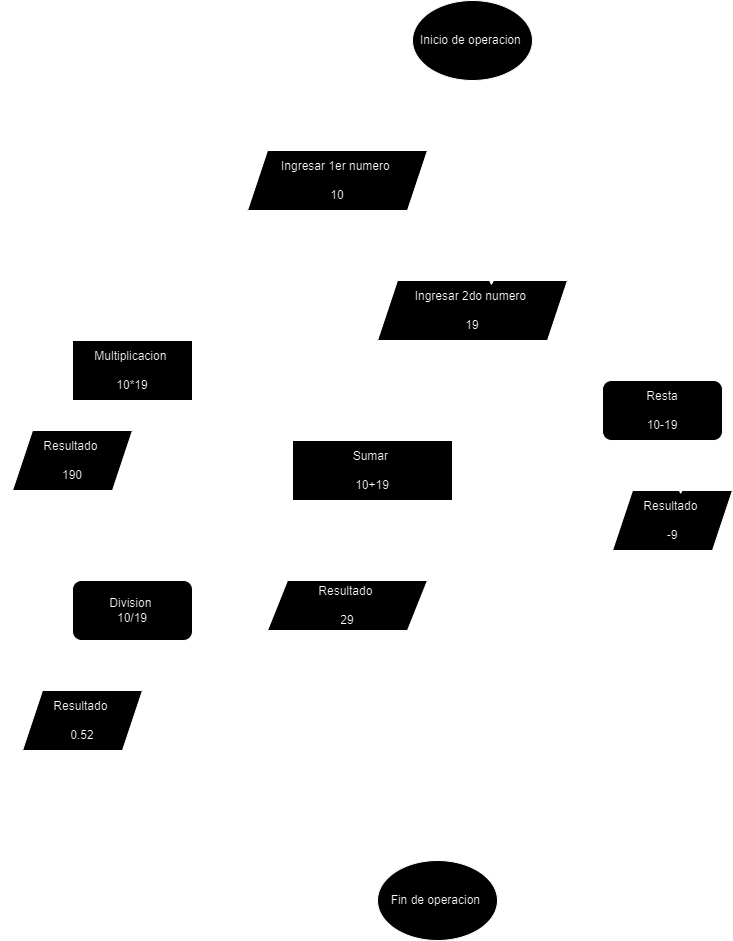 Inicio de operacion
Ingresar 1er numero
10
Ingresar 2do numero
19
Multiplicacion
10*19
Resultado
190
Resta
10-19
Resultado
-9
Sumar
10+19
Resultado
29
Division
10/19
Resultado
0.52
Fin de operacion